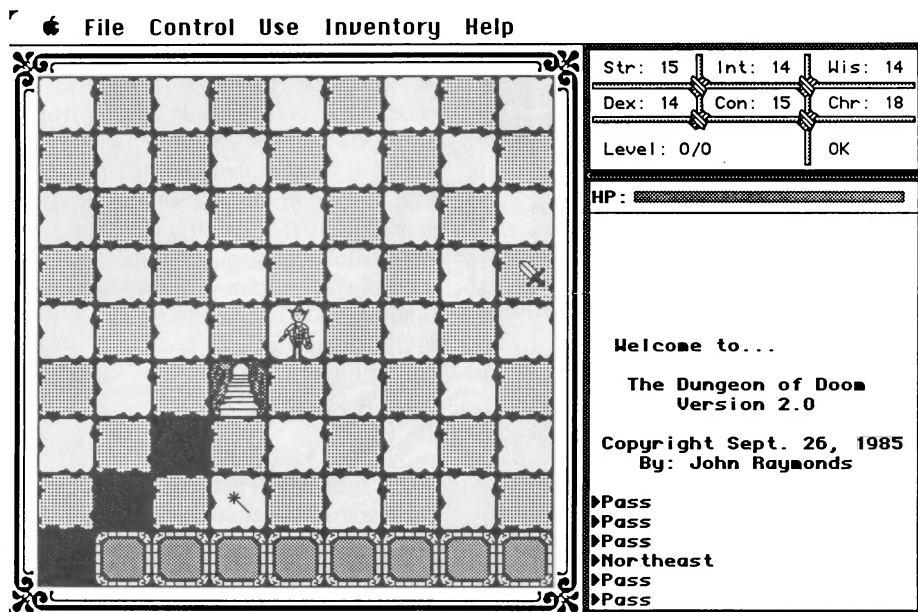 File Control Use Inventory Help
Str: 15 Int: 14 Wis: 14
Dex: 14 Con: 15 Chr: 18
Level: 0/0 OK
HP:
Welcome to...
The Dungeon of Doom
Version 2.0
Copyright Sept. 26, 1985
By: John Raymonds
Pass
Pass
Pass
Northeast
Pass
Pass